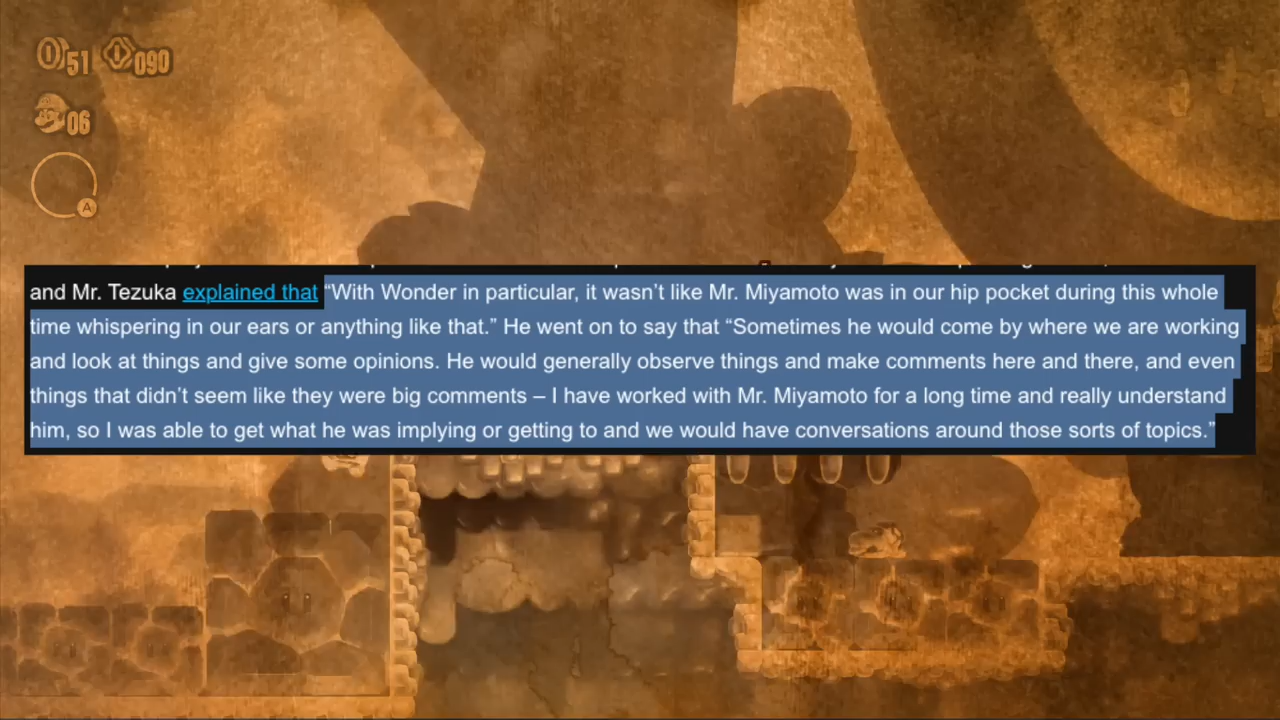 51 090
06
A
and Mr. Tezuka explained that “With Wonder in particular, it wasn’t like Mr. Miyamoto was in our hip pocket during this whole
time whispering in our ears or anything like that.” He went on to say that “Sometimes he would come by where we are working
and look at things and give some opinions. He would generally observe things and make comments here and there, and even
things that didn’t seem like they were big comments – I have worked with Mr. Miyamoto for a long time and really understand
him, so I was able to get what he was implying or getting to and we would have conversations around those sorts of topics.”